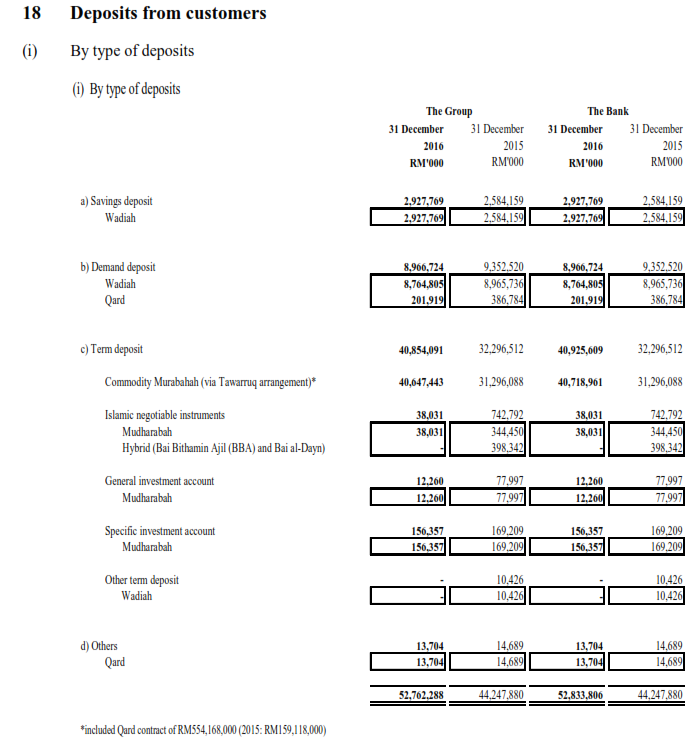 18 Deposits from customers
(i) By type of deposits
(i) By type of deposits
The Group The Bank
31 December 31 December 31 December 31 December
2016 2015 2016 2015
RM'000 RM'000 RM'000 RM'000
a) Savings deposit 2,927,769 2,584,159 2,927,769 2,584,159
Wadiah 2,927,769 2,584,159 2,927,769 2,584,159
b) Demand deposit 8,966,724 9,352,520 8,966,724 9,352,520
Wadiah 8,764,805 8,965,736 8,764,805 8,965,736
Qard 201,919 386,784 201,919 386,784
c) Term deposit 40,854,091 32,296,512 40,925,609 32,296,512
Commodity Murabahah (via Tawarruq arrangement)* 40,647,443 31,296,088 40,718,961 31,296,088
Islamic negotiable instruments 38,031 742,792 38,031 742,792
Mudharabah 38,031 344,450 38,031 344,450
Hybrid (Bai Bithamin Ajil (BBA) and Bai al-Dayn) - 398,342 - 398,342
General investment account 12,260 77,997 12,260 77,997
Mudharabah 12,260 77,997 12,260 77,997
Specific investment account 156,357 169,209 156,357 169,209
Mudharabah 156,357 169,209 156,357 169,209
Other term deposit - 10,426 - 10,426
Wadiah - 10,426 - 10,426
d) Others 13,704 14,689 13,704 14,689
Qard 13,704 14,689 13,704 14,689
52,762,288 44,247,880 52,833,806 44,247,880
*included Qard contract of RM554,168,000 (2015: RM159,118,000)